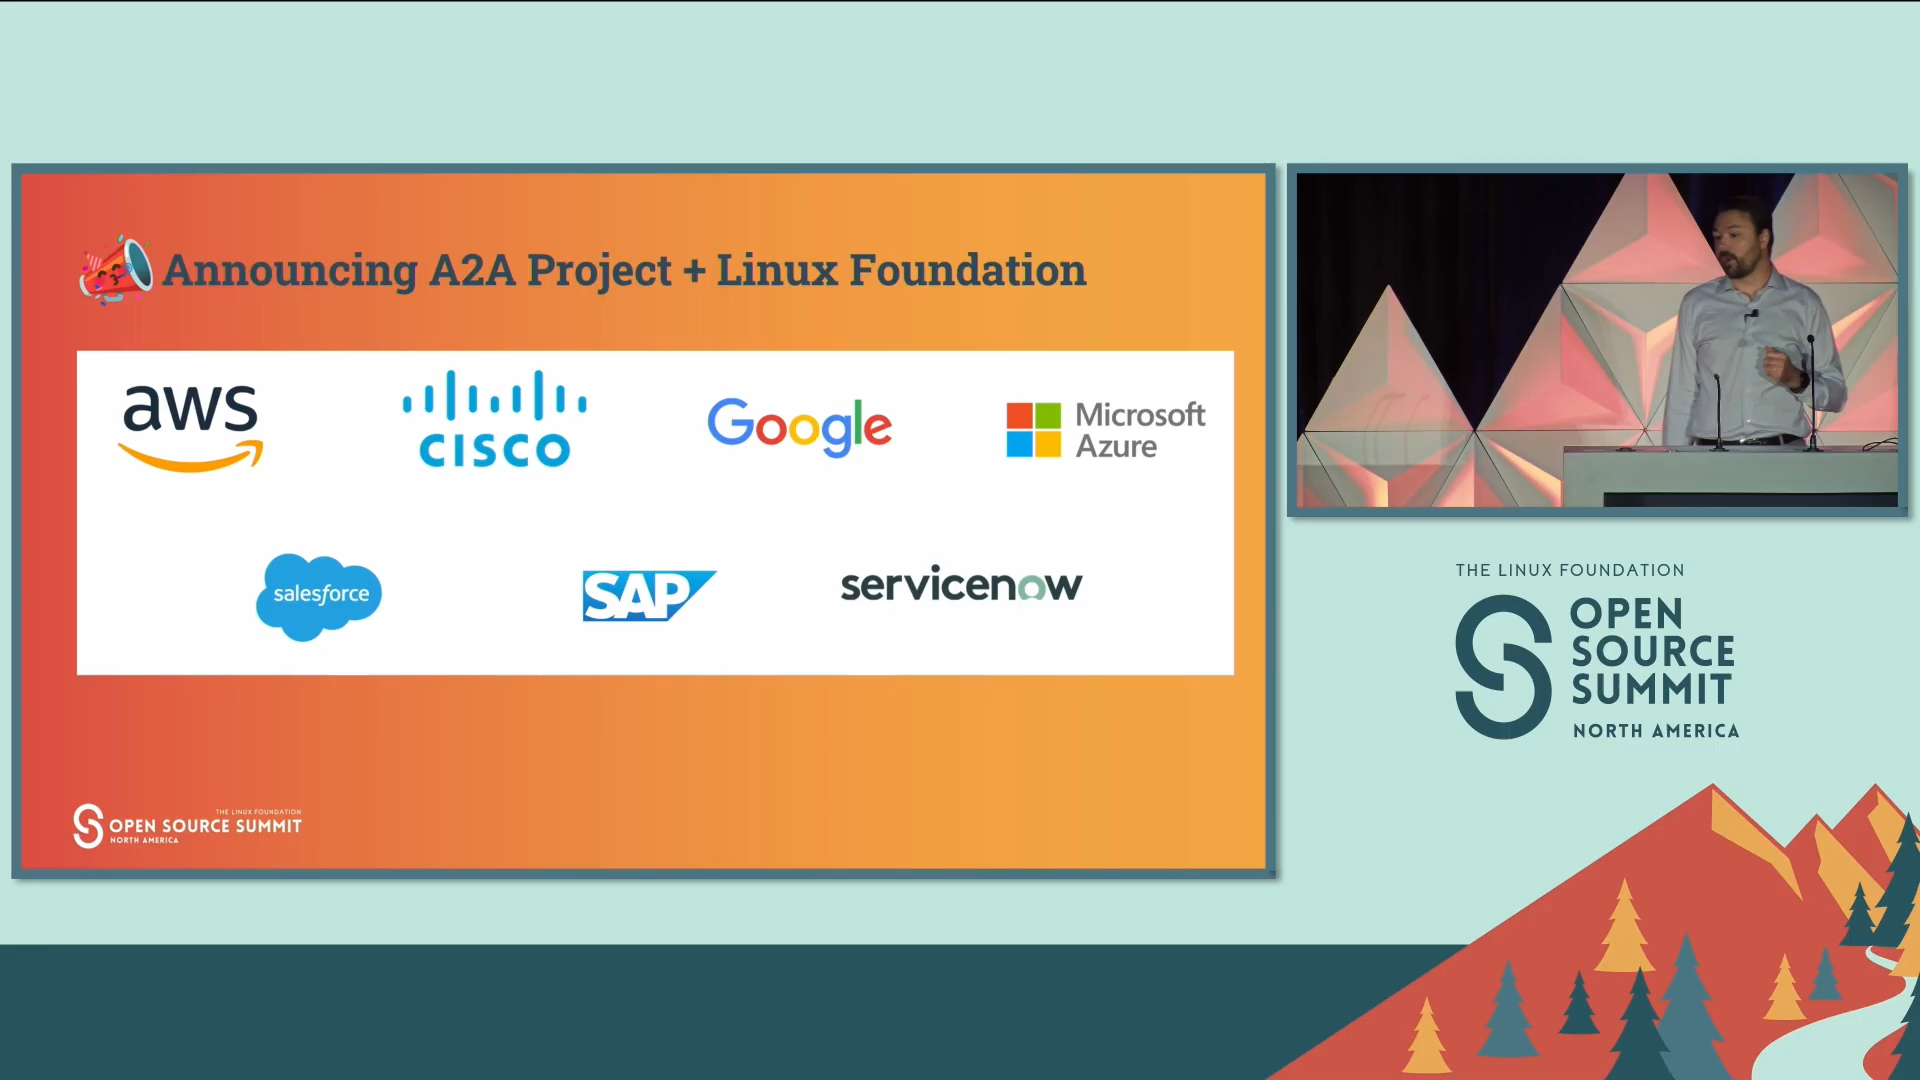 Announcing A2A Project + Linux Foundation
aws
CISCO
Google
Microsoft
Azure
salesforce
SAP
servicenow
THE LINUX FOUNDATION
OPEN SOURCE SUMMIT
NORTH AMERICA
THE LINUX FOUNDATION
OPEN
SOURCE
SUMMIT
NORTH AMERICA